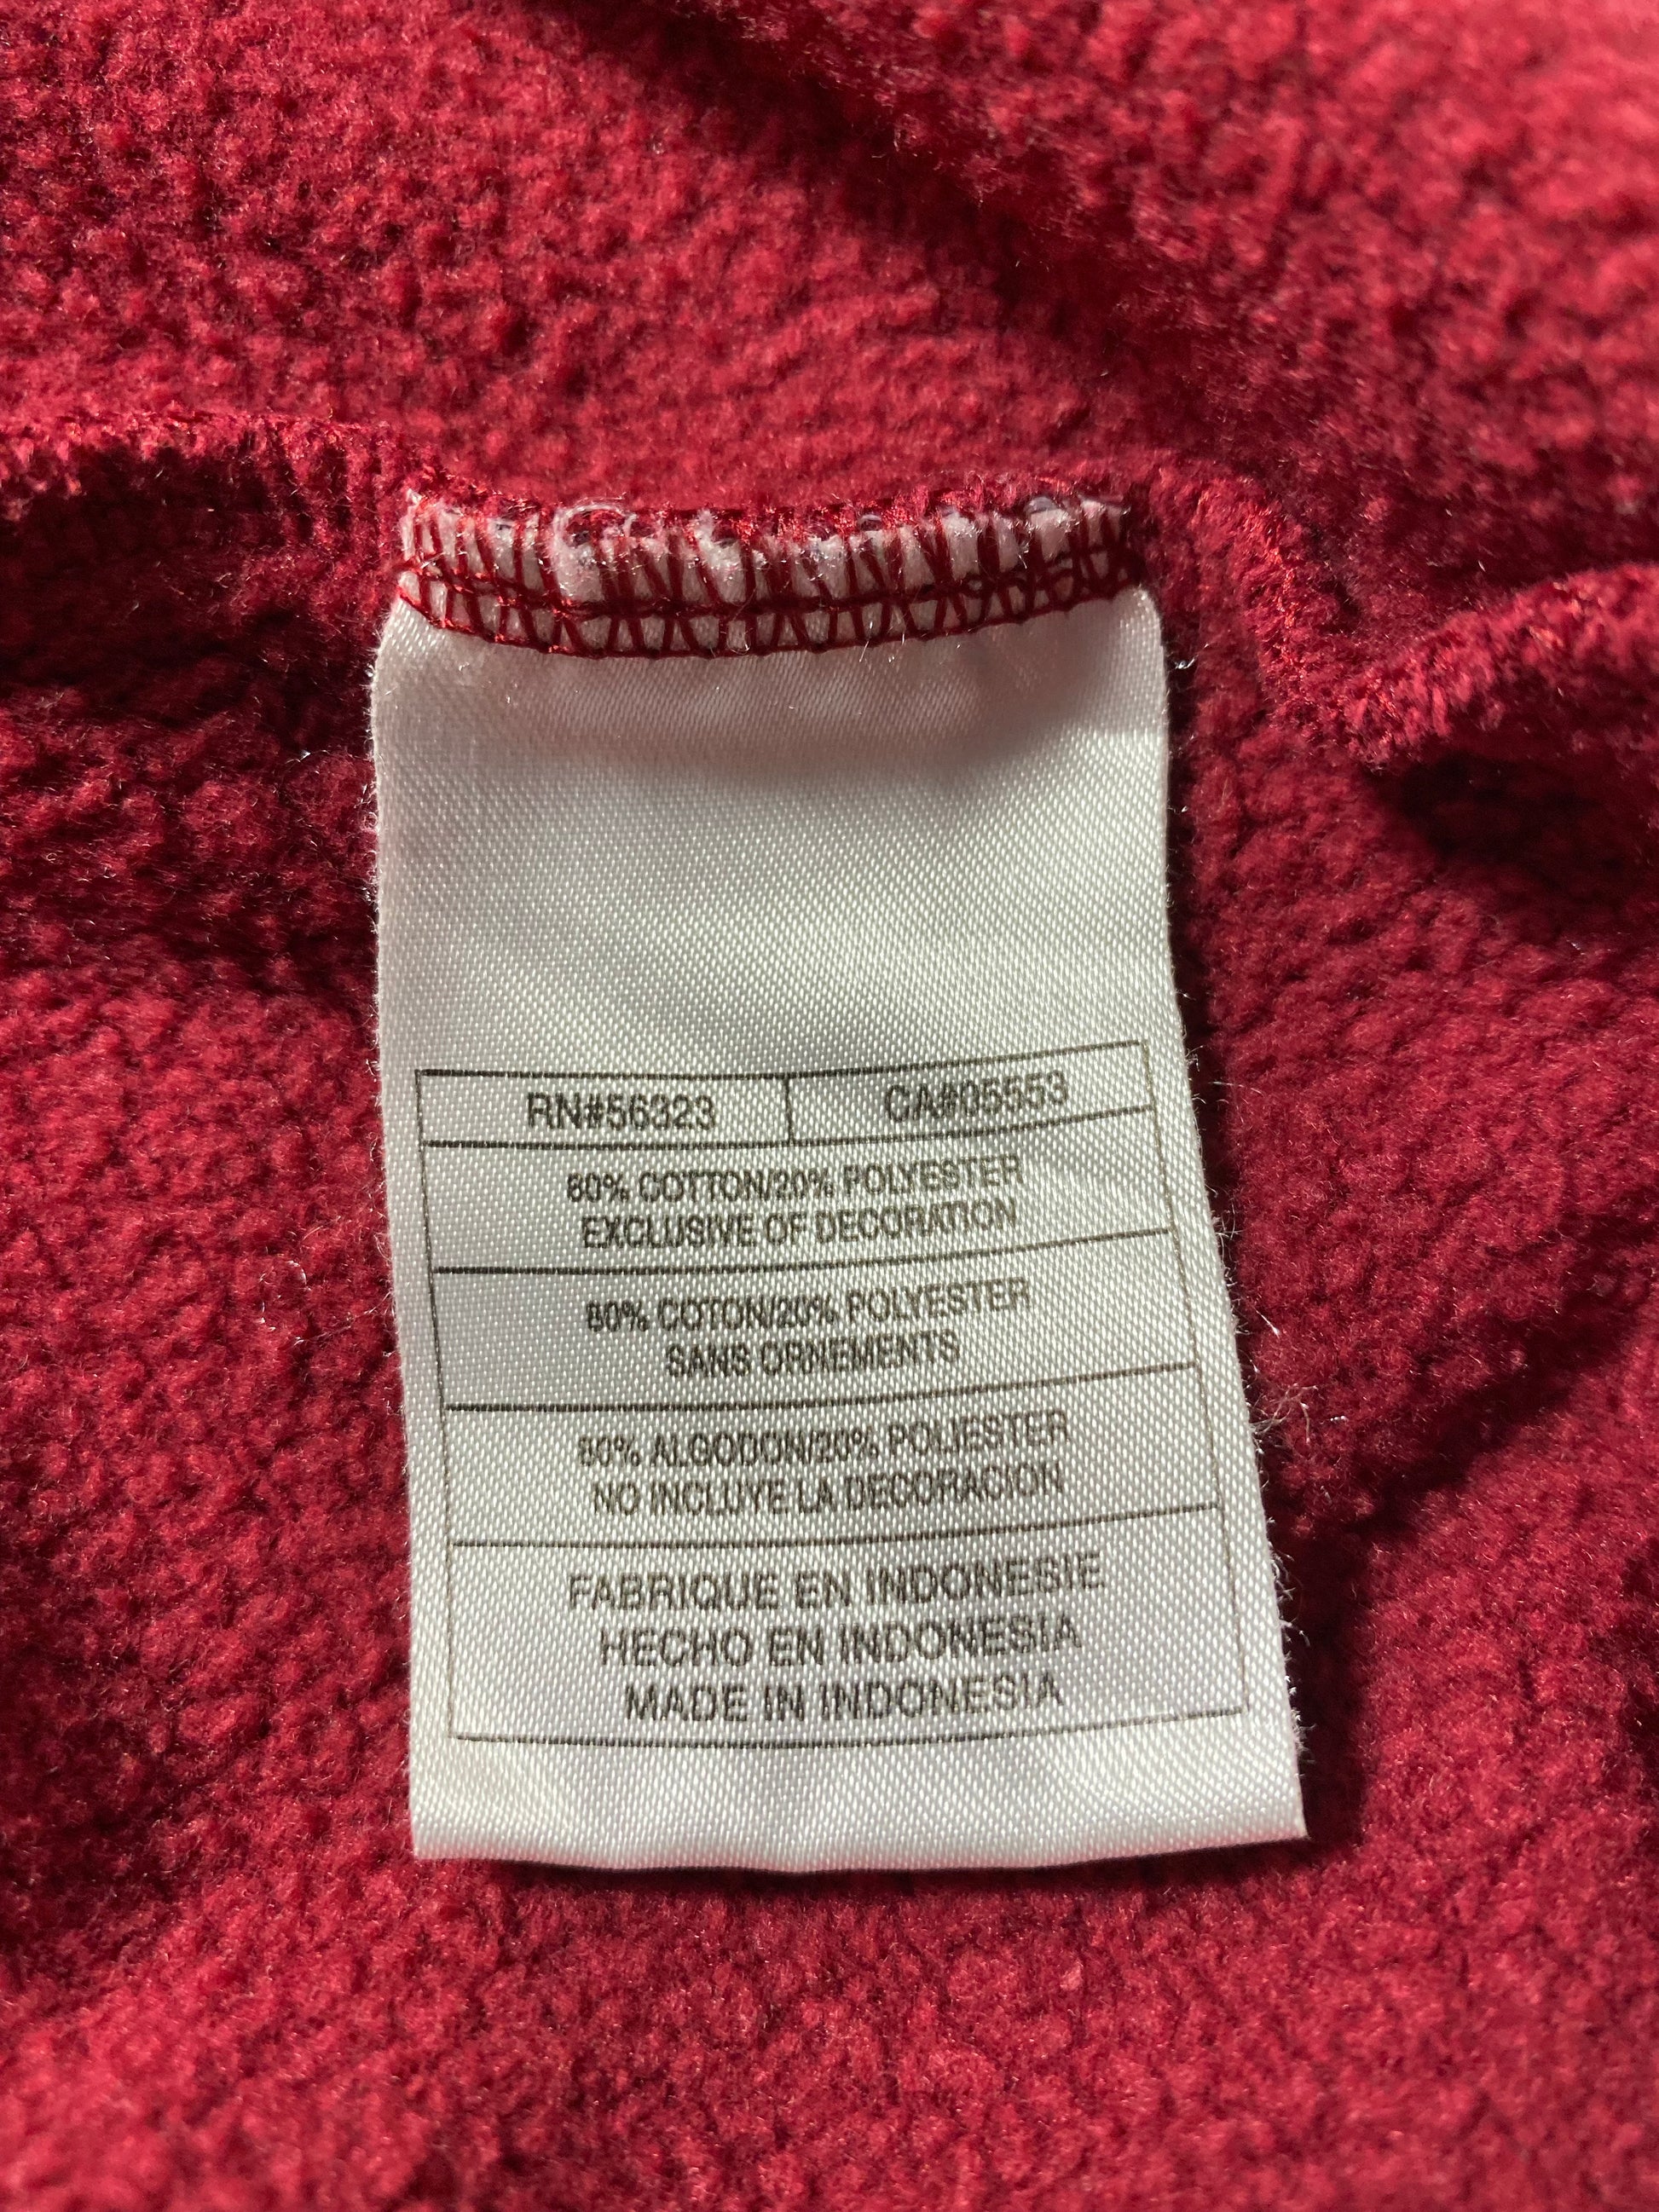 RN#56323 CA#05553
80% COTTON/20% POLYESTER
EXCLUSIVE OF DECORATION
80% COTON/20% POLYESTER
SANS ORNEMENTS
80% ALGODON/20% POLIESTER
NO INCLUYE LA DECORACION
FABRIQUE EN INDONESIE
HECHO EN INDONESIA
MADE IN INDONESIA